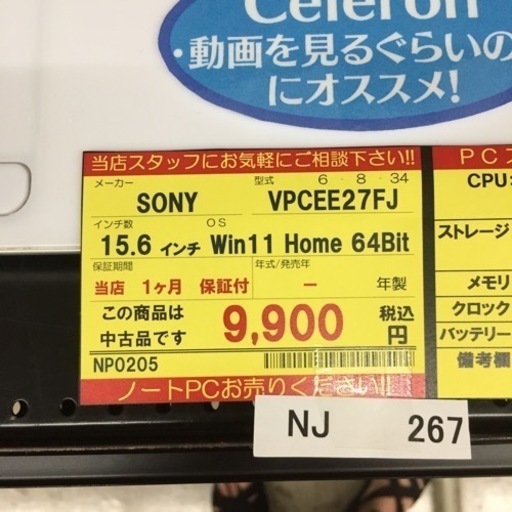 Celeron
・動画を見るぐらいの
にオススメ!
当店スタッフにお気軽にご相談下さい!!
メーカー
SONY
型式
6-8-34
VPCEE27FJ
インチ数
15.6 インチ
OS
Win11 Home 64Bit
保証期間
当店 1ヶ月 保証付
年式/発売年
ー 年製
この商品は
中古品です
9,900
税込
円
NP0205
ノートPCお売りください!!
NJ 267
PC
CPU:
ストレージ
メモリ
クロック
バッテリー
備考欄